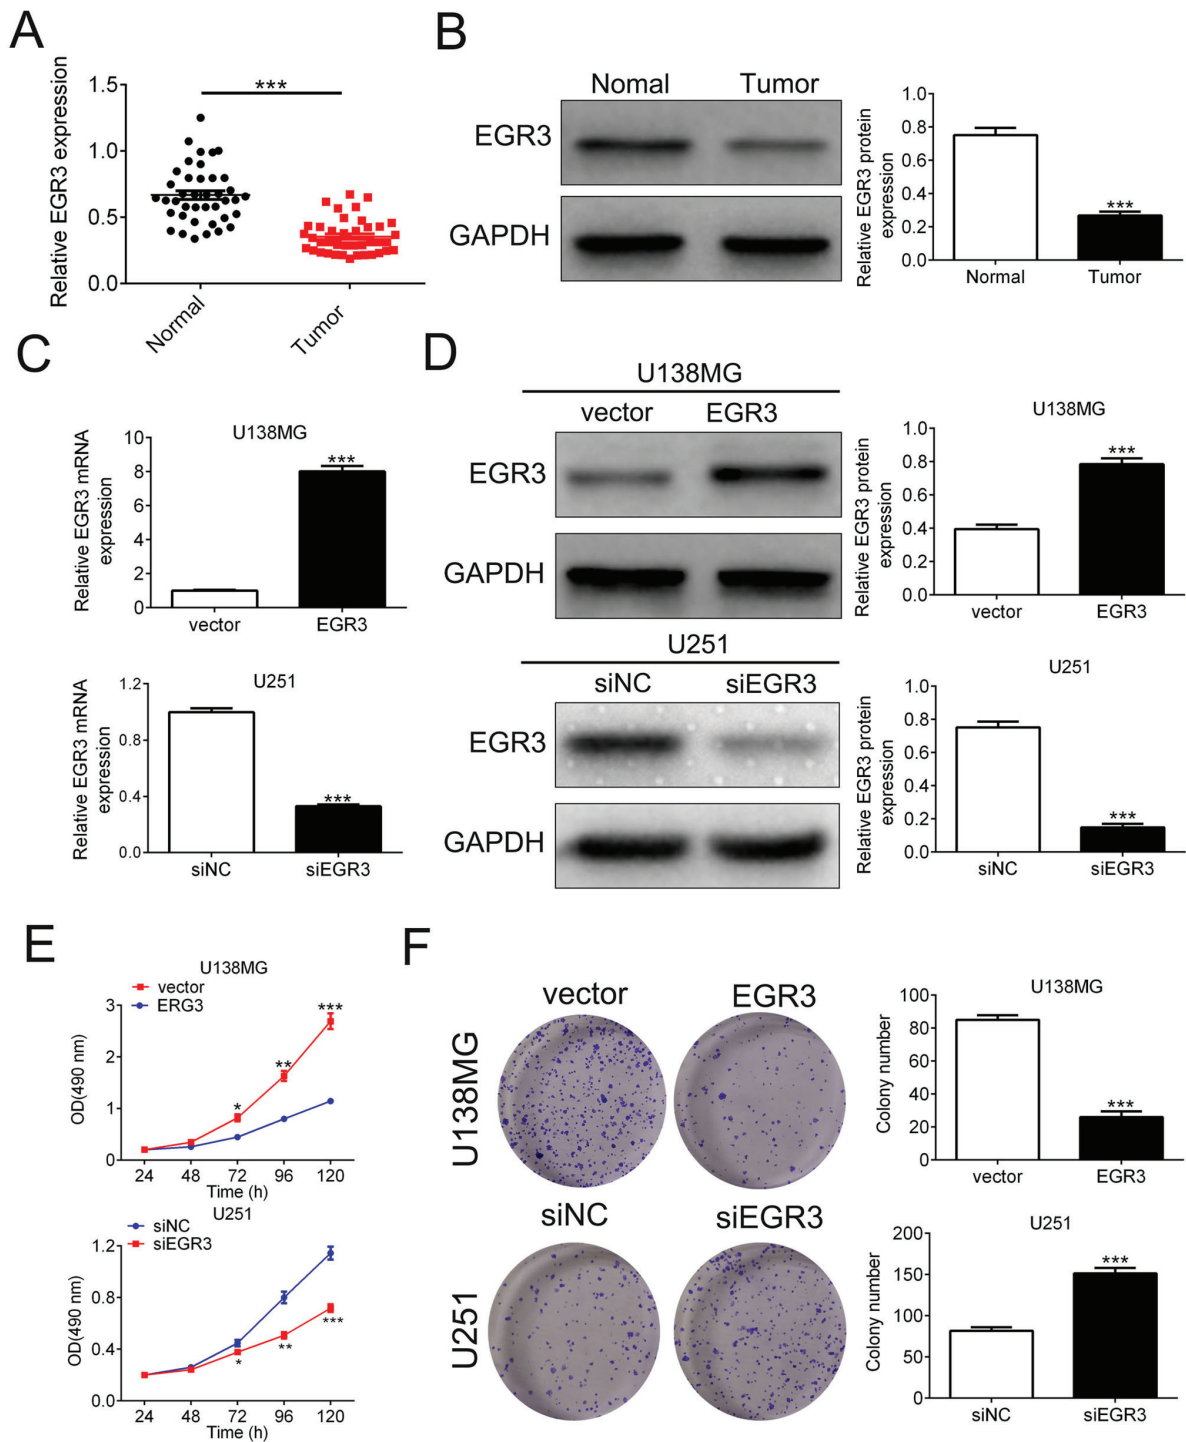 A
Relative EGR3 expression
1.5
1.0
0.5
0.0
***
Normal
Tumor
B
Nomal
Tumor
EGR3
GAPDH
Relative EGR3 protein
expression
1.0
0.8
0.6
0.4
0.2
0.0
***
Normal
Tumor
C
U138MG
Relative EGR3 mRNA
expression
10
8
6
4
2
0
***
vector
EGR3
U251
Relative EGR3 mRNA
expression
1.2
0.8
0.4
0.0
***
siNC
siEGR3
D
U138MG
vector
EGR3
EGR3
GAPDH
U138MG
Relative EGR3 protein
expression
1.0
0.8
0.6
0.4
0.2
0.0
***
vector
EGR3
U251
siNC
siEGR3
EGR3
GAPDH
U251
Relative EGR3 protein
expression
1.0
0.8
0.6
0.4
0.2
0.0
***
siNC
siEGR3
E
U138MG
vector
ERG3
OD(490 nm)
3
2
1
0
*
**
***
24 48 72 96 120
Time (h)
U251
siNC
siEGR3
OD(490 nm)
1.2
0.8
0.4
0.0
*
**
***
24 48 72 96 120
Time (h)
F
vector
EGR3
U138MG
siNC
siEGR3
U251
U138MG
Colony number
100
80
60
40
20
0
***
vector
EGR3
U251
Colony number
200
150
100
50
0
***
siNC
siEGR3